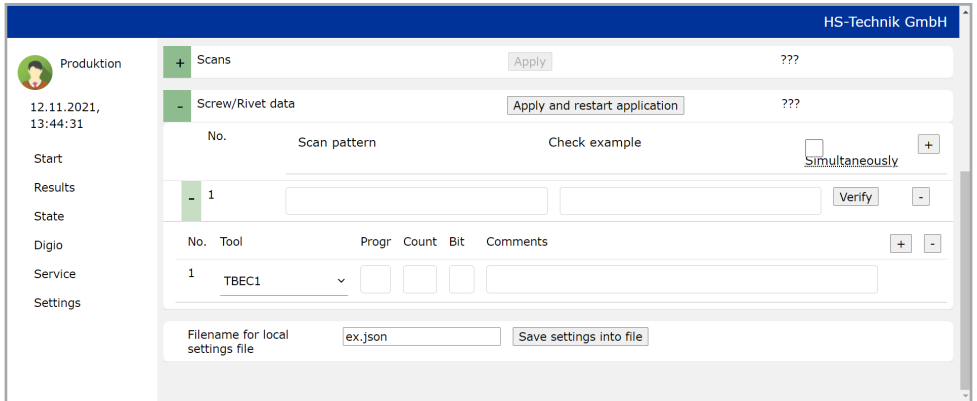 HS-Technik GmbH
Produktion
12.11.2021,
13:44:31
Start
Results
State
Digio
Service
Settings
+ Scans Apply ???
- Screw/Rivet data Apply and restart application ???
No. Scan pattern Check example Simultaneously +
- 1 Verify -
No. Tool Progr Count Bit Comments + -
1 TBEC1
Filename for local
settings file
ex.json Save settings into file